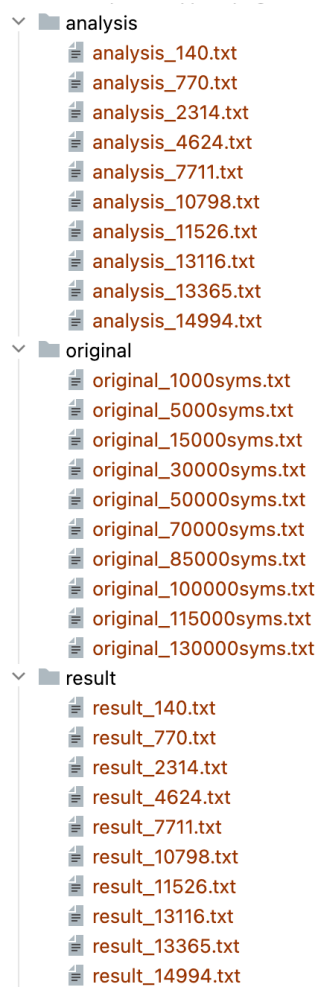 analysis
analysis_140.txt
analysis_770.txt
analysis_2314.txt
analysis_4624.txt
analysis_7711.txt
analysis_10798.txt
analysis_11526.txt
analysis_13116.txt
analysis_13365.txt
analysis_14994.txt
original
original_1000syms.txt
original_5000syms.txt
original_15000syms.txt
original_30000syms.txt
original_50000syms.txt
original_70000syms.txt
original_85000syms.txt
original_100000syms.txt
original_115000syms.txt
original_130000syms.txt
result
result_140.txt
result_770.txt
result_2314.txt
result_4624.txt
result_7711.txt
result_10798.txt
result_11526.txt
result_13116.txt
result_13365.txt
result_14994.txt